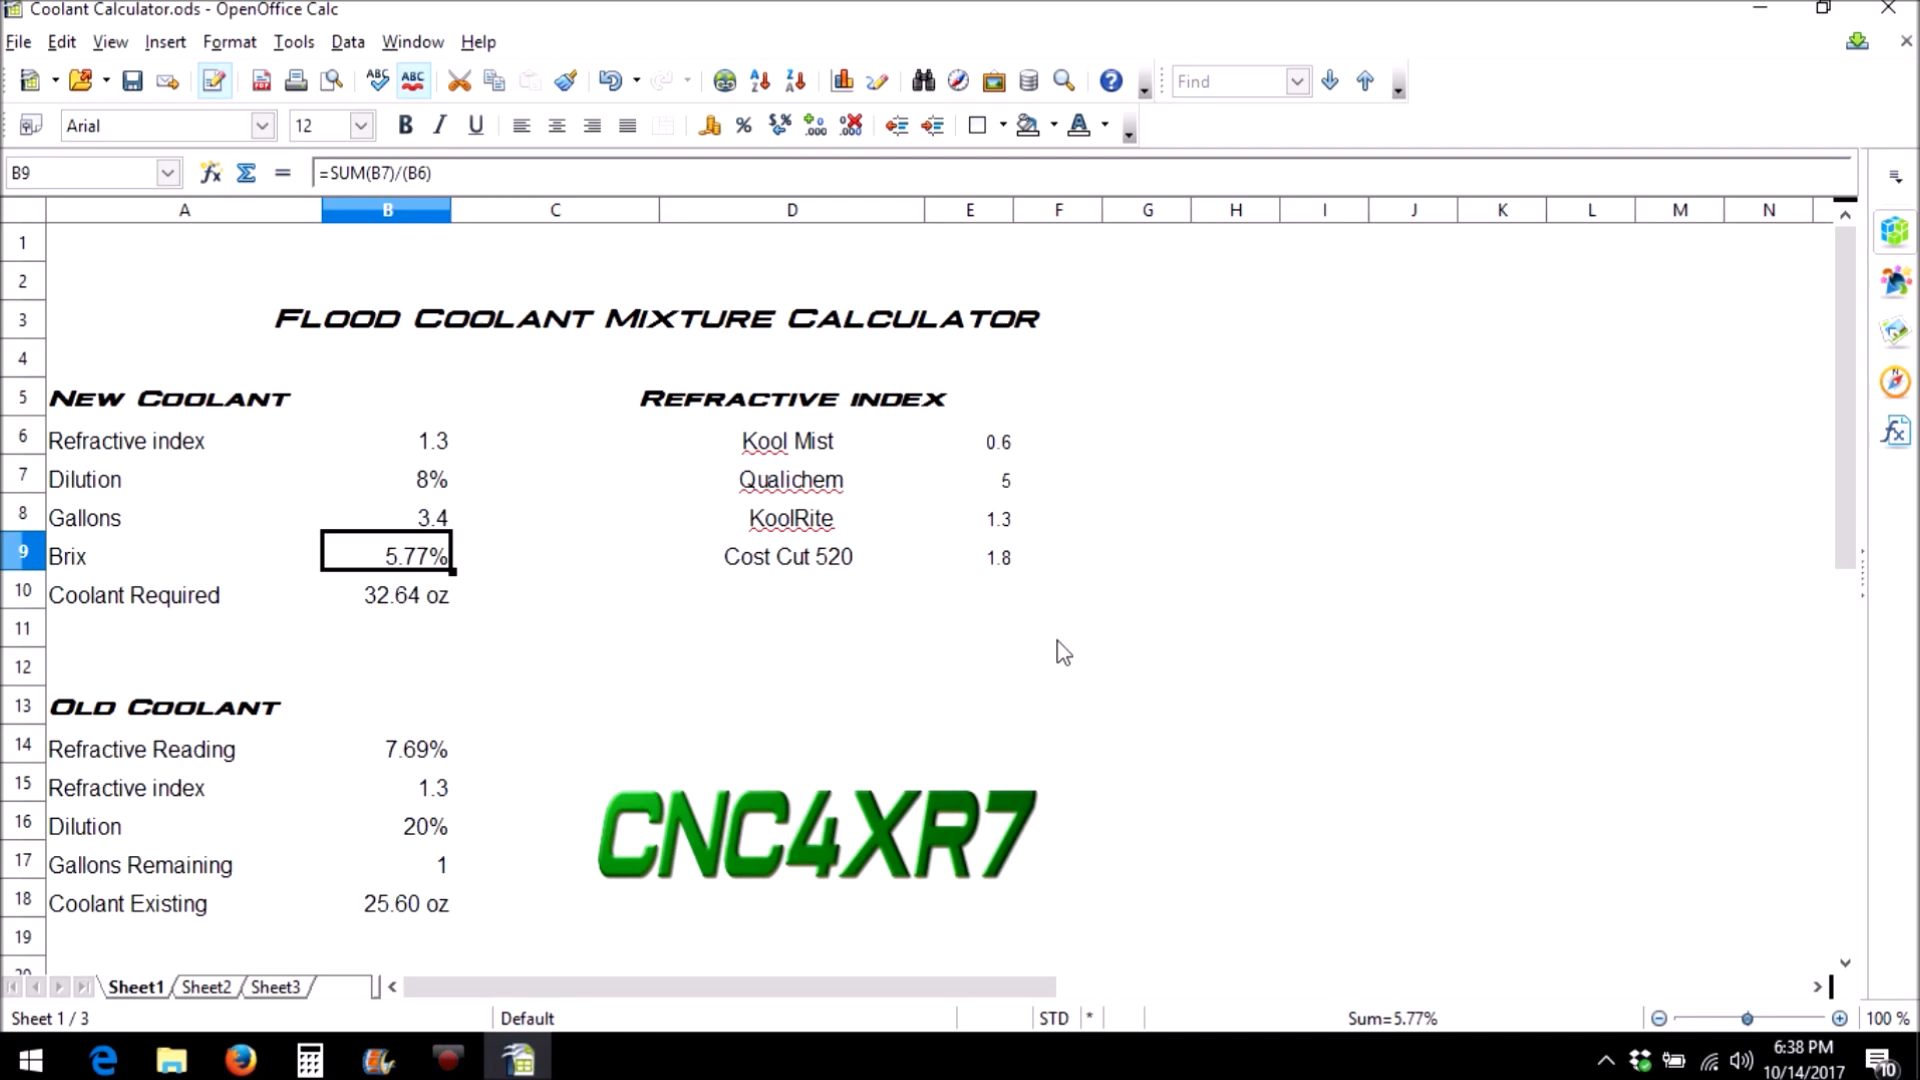 Coolant Calculator.ods - OpenOffice Calc
File Edit View Insert Format Tools Data Window Help
ABC ABC Find
Arial 12 B I U
B9 =SUM(B7)/(B6)
A B C D E F G H I J K L M N
1
2
3 Flood Coolant Mixture Calculator
4
5 New Coolant Refractive index
6 Refractive index 1.3 Kool Mist 0.6
7 Dilution 8% Qualichem 5
8 Gallons 3.4 KoolRite 1.3
9 Brix 5.77% Cost Cut 520 1.8
10 Coolant Required 32.64 oz
11
12
13 Old Coolant
14 Refractive Reading 7.69%
15 Refractive index 1.3
16 Dilution 20%
17 Gallons Remaining 1
18 Coolant Existing 25.60 oz
CNC4XR7
19
20
Sheet1 Sheet2 Sheet3
Sheet 1 / 3 Default STD * Sum=5.77% 100 %
6:38 PM
10/14/2017
10